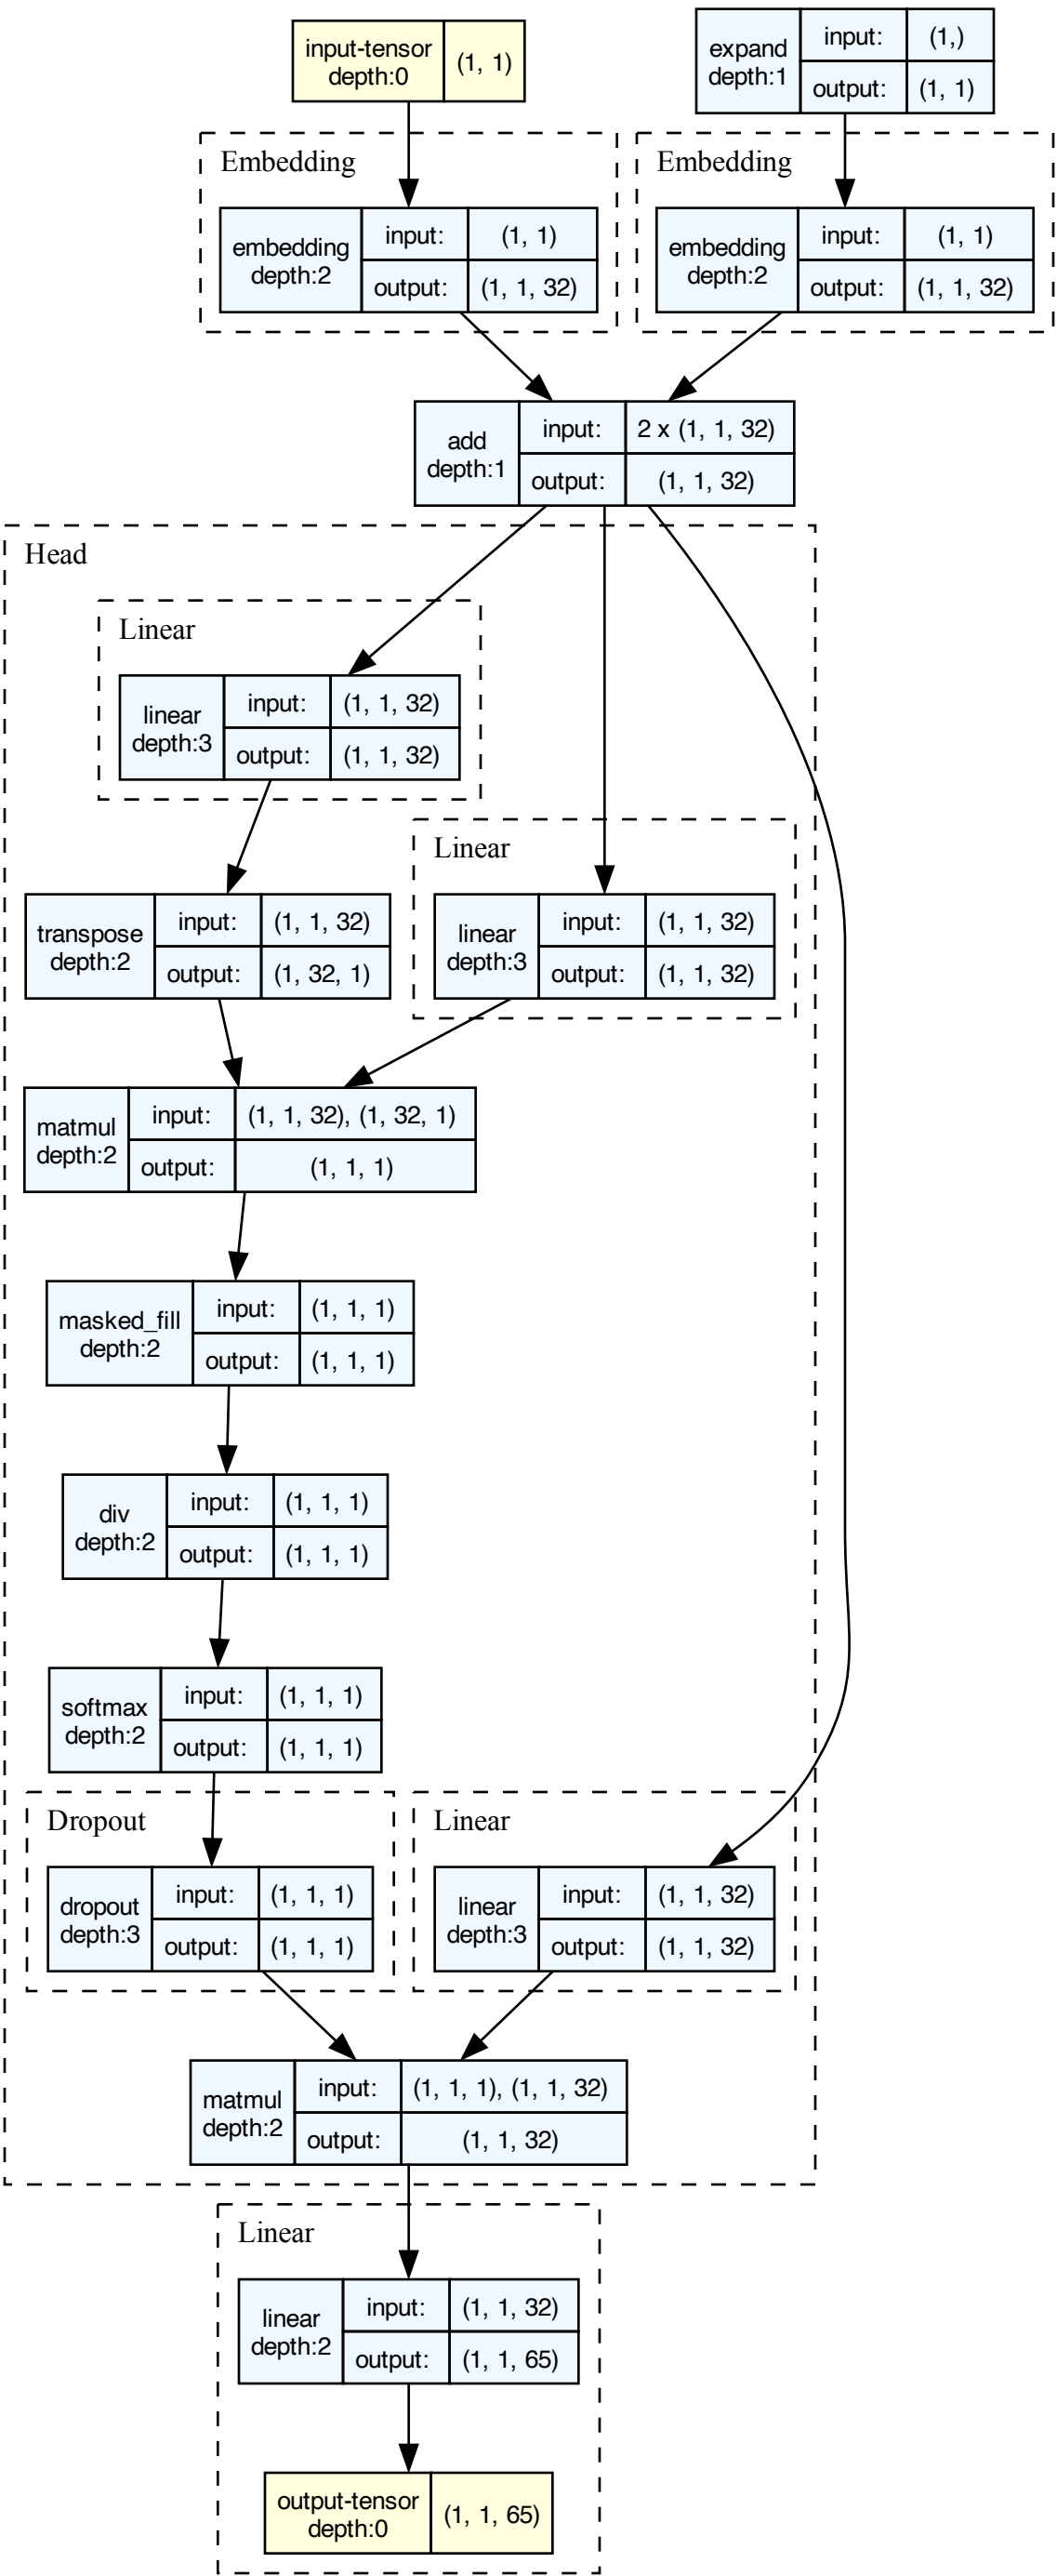 input-tensor
depth:0
(1, 1)
expand
depth:1
input:
(1,)
output:
(1, 1)
Embedding
embedding
depth:2
input:
(1, 1)
output:
(1, 1, 32)
Embedding
embedding
depth:2
input:
(1, 1)
output:
(1, 1, 32)
add
depth:1
input:
2 x (1, 1, 32)
output:
(1, 1, 32)
Head
Linear
linear
depth:3
input:
(1, 1, 32)
output:
(1, 1, 32)
transpose
depth:2
input:
(1, 1, 32)
output:
(1, 32, 1)
Linear
linear
depth:3
input:
(1, 1, 32)
output:
(1, 1, 32)
matmul
depth:2
input:
(1, 1, 32), (1, 32, 1)
output:
(1, 1, 1)
masked_fill
depth:2
input:
(1, 1, 1)
output:
(1, 1, 1)
div
depth:2
input:
(1, 1, 1)
output:
(1, 1, 1)
softmax
depth:2
input:
(1, 1, 1)
output:
(1, 1, 1)
Dropout
dropout
depth:3
input:
(1, 1, 1)
output:
(1, 1, 1)
Linear
linear
depth:3
input:
(1, 1, 32)
output:
(1, 1, 32)
matmul
depth:2
input:
(1, 1, 1), (1, 1, 32)
output:
(1, 1, 32)
Linear
linear
depth:2
input:
(1, 1, 32)
output:
(1, 1, 65)
output-tensor
depth:0
(1, 1, 65)